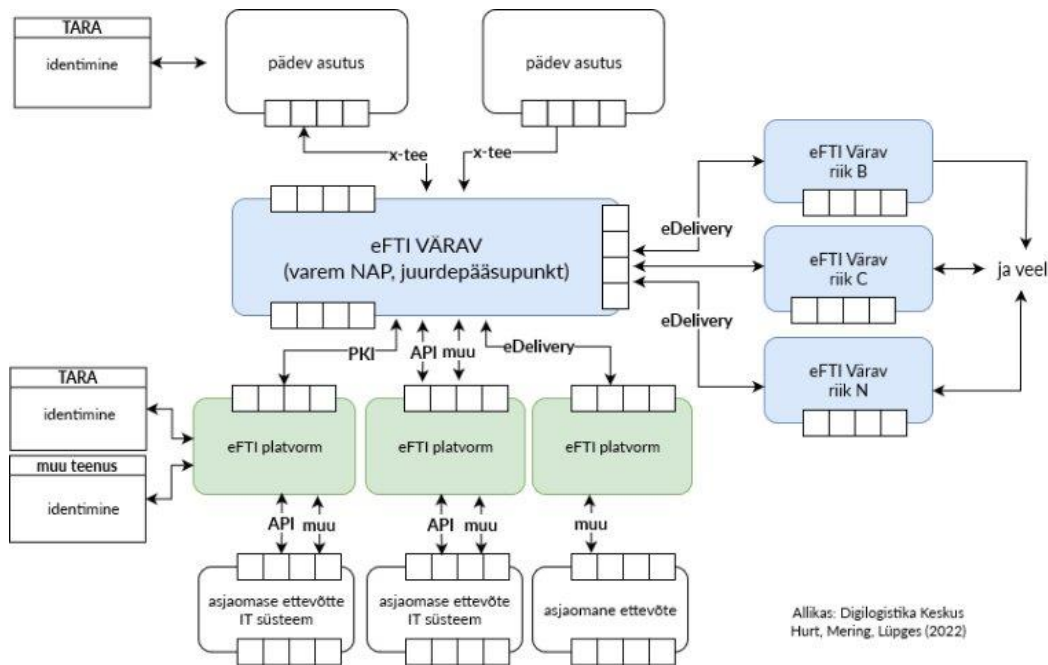 TARA
identimine
pädev asutus
pädev asutus
x-tee
x-tee
eFTI VÄRAV
(varem NAP, juurdepääsupunkt)
eDelivery
eDelivery
eFTI Värav
riik B
eFTI Värav
riik C
ja veel
eFTI Värav
riik N
PKI
API
muu
eDelivery
TARA
identimine
muu teenus
identimine
eFTI platvorm
eFTI platvorm
eFTI platvorm
API
muu
API
muu
muu
asjaomase ettevõtte
IT süsteem
asjaomase ettevõte
IT süsteem
asjaomane ettevõte
Allikas: Digilogistika Keskus
Hurt, Mering, Lüpges (2022)